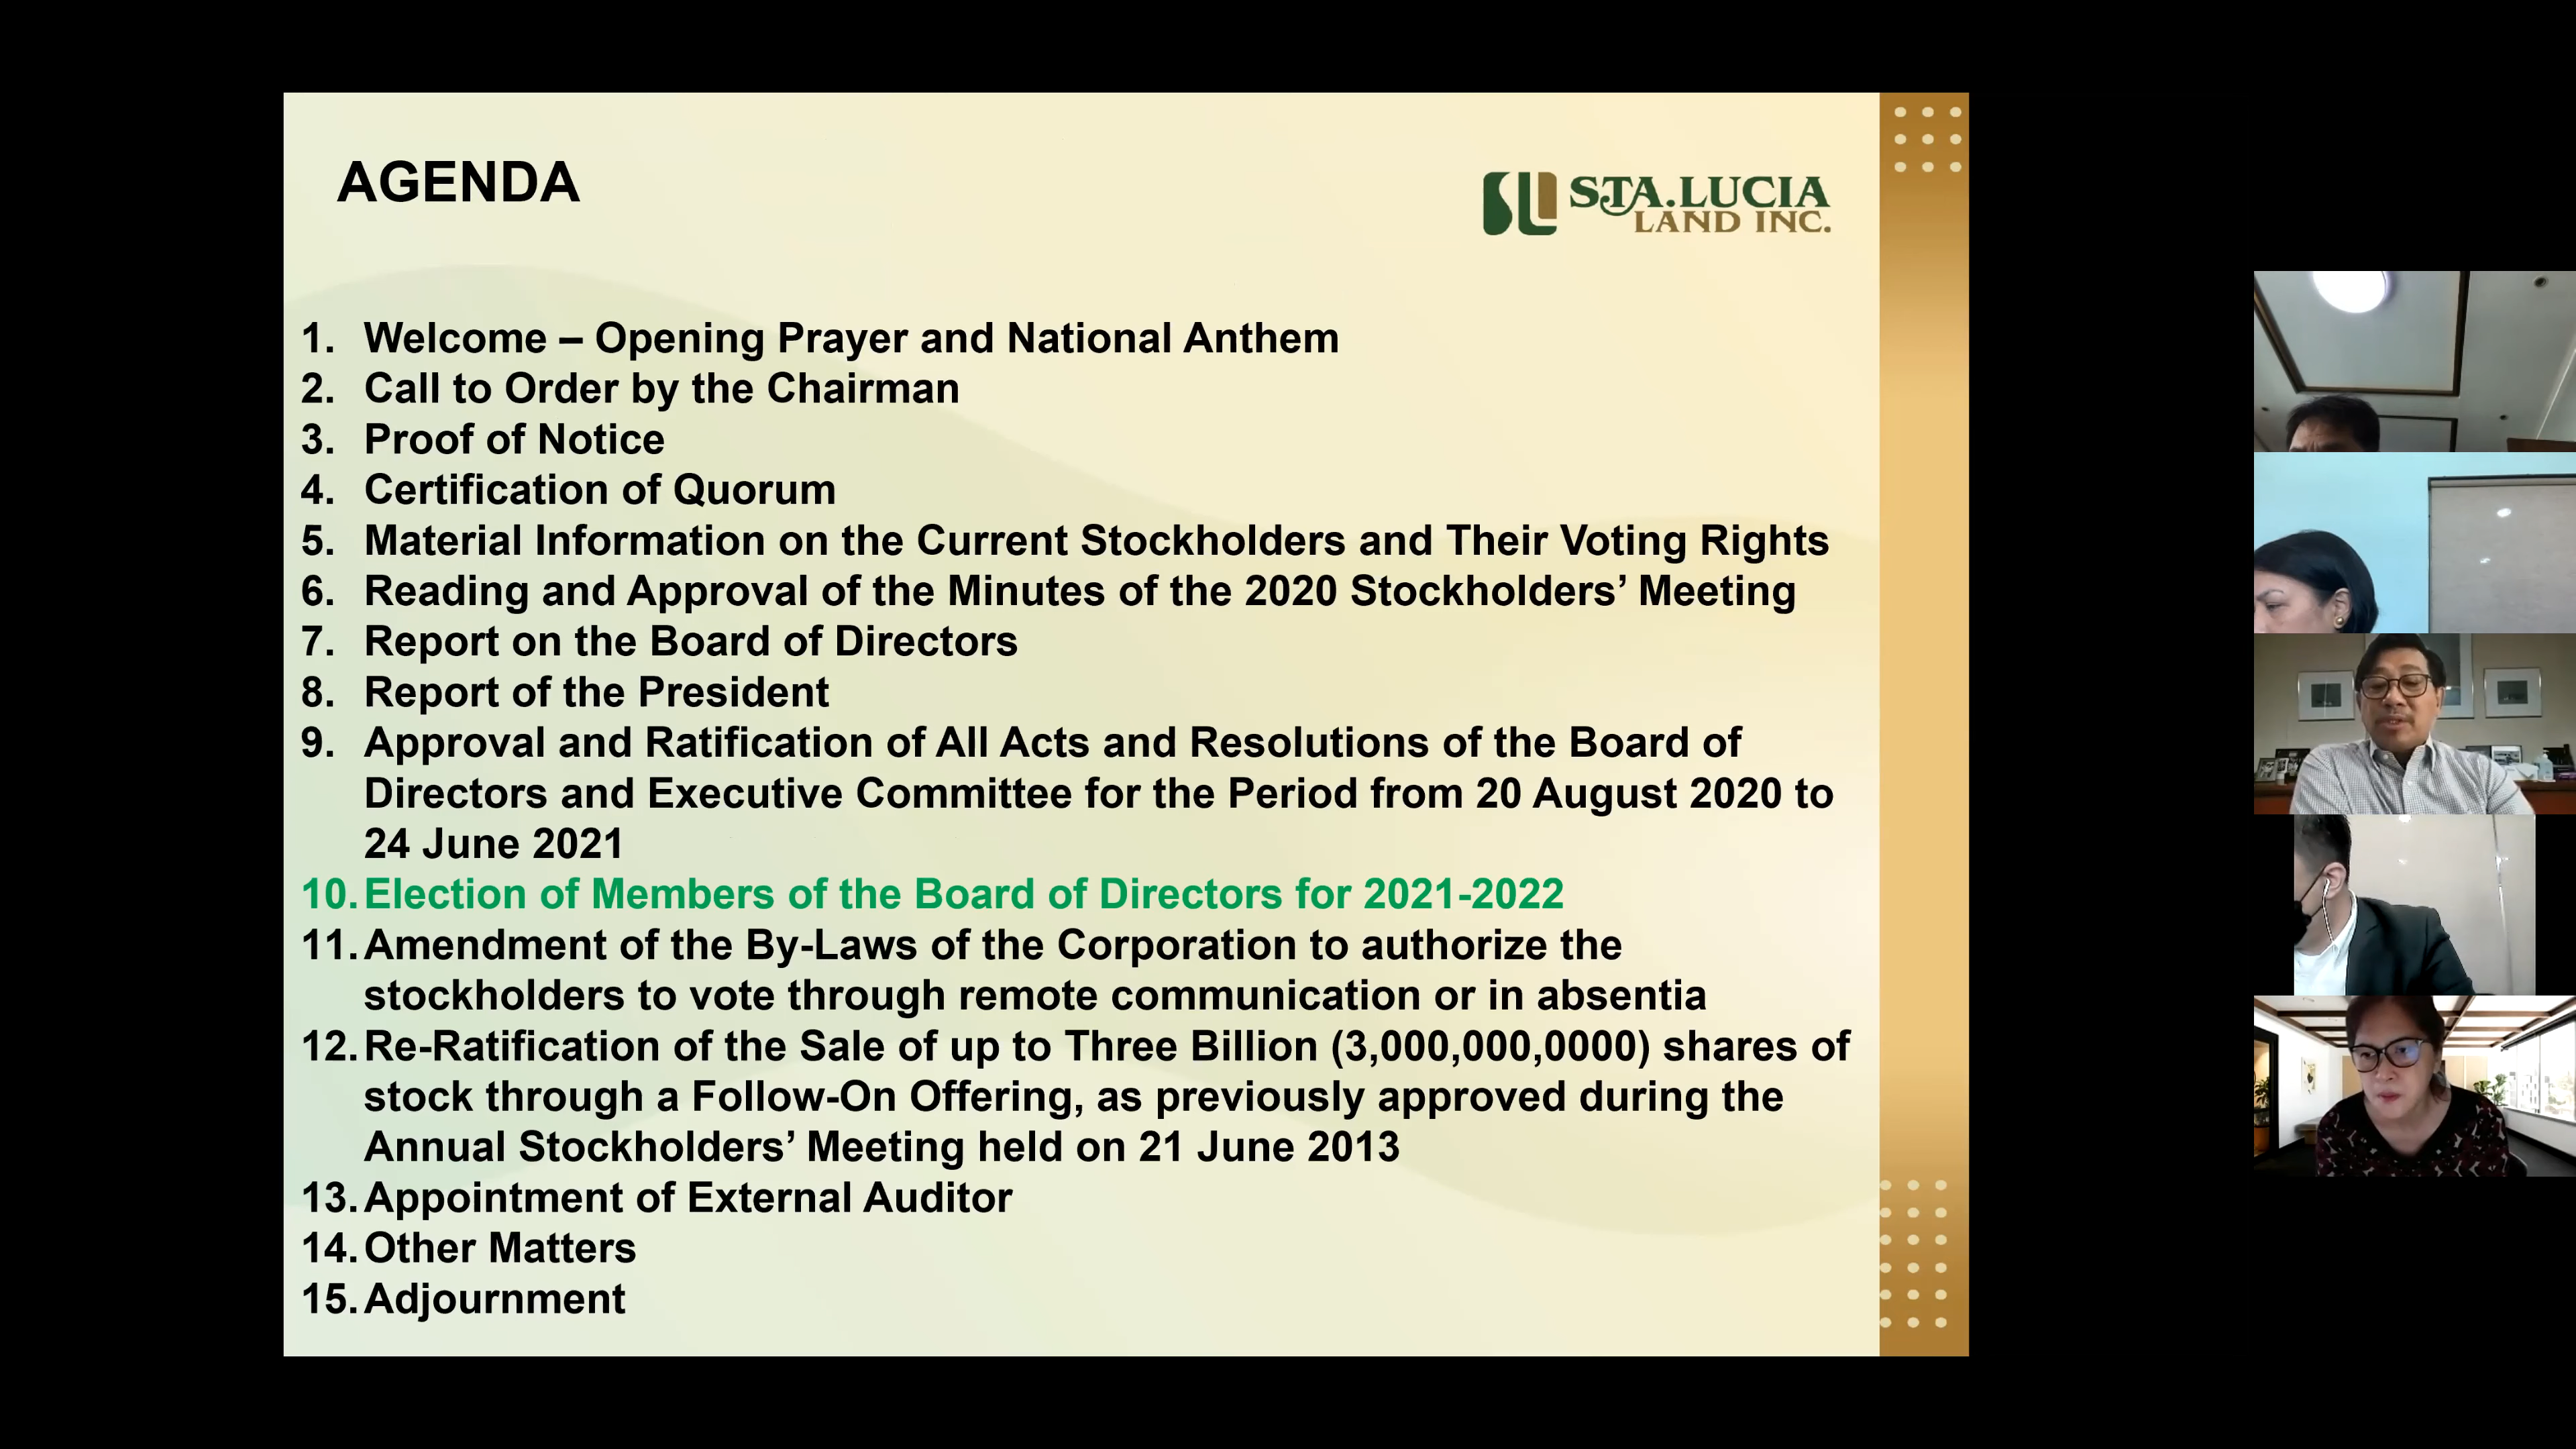 AGENDA
STA.LUCIA
LAND INC.
1. Welcome – Opening Prayer and National Anthem
2. Call to Order by the Chairman
3. Proof of Notice
4. Certification of Quorum
5. Material Information on the Current Stockholders and Their Voting Rights
6. Reading and Approval of the Minutes of the 2020 Stockholders’ Meeting
7. Report on the Board of Directors
8. Report of the President
9. Approval and Ratification of All Acts and Resolutions of the Board of
Directors and Executive Committee for the Period from 20 August 2020 to
24 June 2021
10. Election of Members of the Board of Directors for 2021-2022
11. Amendment of the By-Laws of the Corporation to authorize the
stockholders to vote through remote communication or in absentia
12. Re-Ratification of the Sale of up to Three Billion (3,000,000,0000) shares of
stock through a Follow-On Offering, as previously approved during the
Annual Stockholders’ Meeting held on 21 June 2013
13. Appointment of External Auditor
14. Other Matters
15. Adjournment